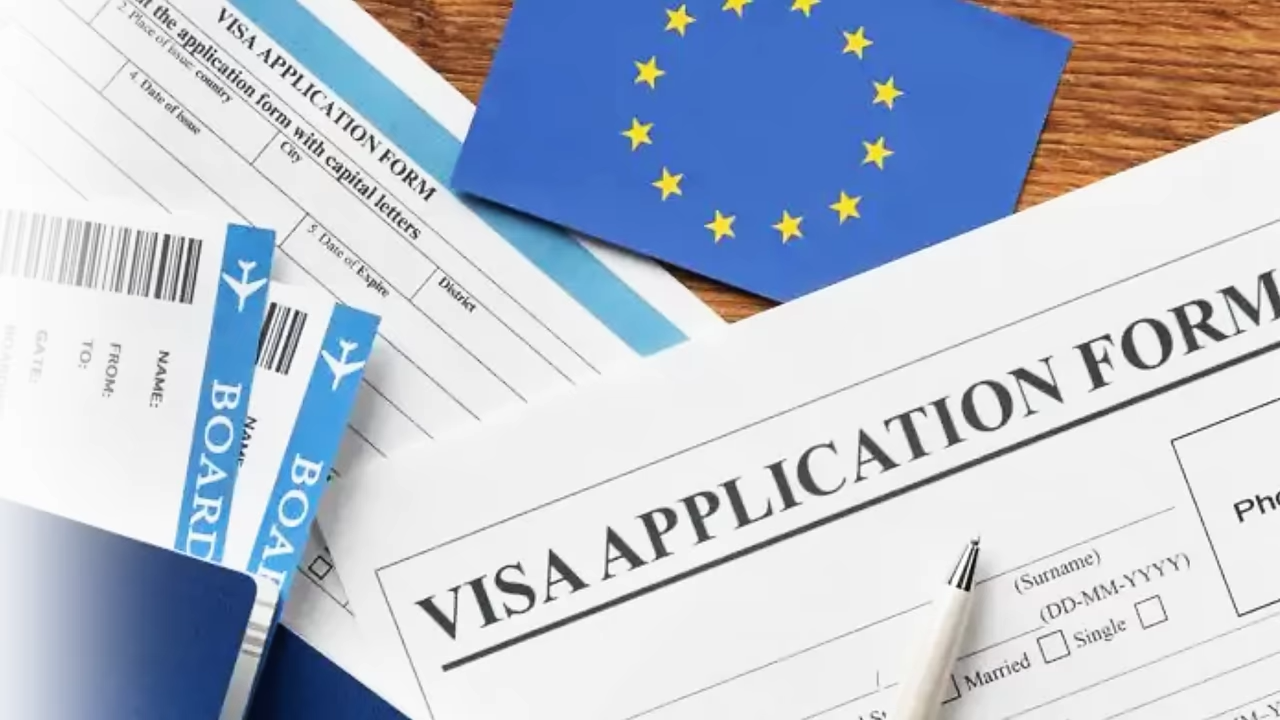 VISA APPLICATION FORM
the application form with capital letters
2. Place of Issue: country
4. Date of Issue
City
5. Date of Expire
District
NAME:
FROM:
TO:
GATE:
BOARD
NAME
BOA
VISA APPLICATION FORM
(Surname)
(DD-MM-YYYY)
Married
Single